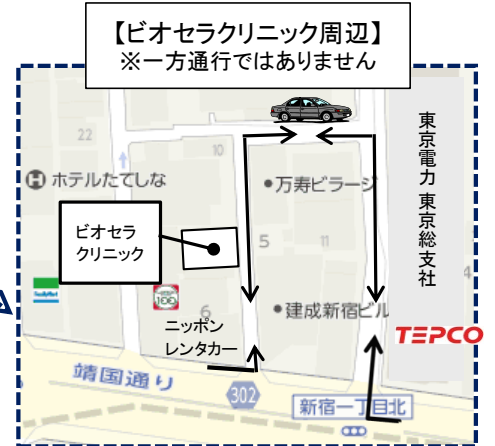 【ビオセラクリニック周辺】
※一方通行ではありません
22
10
ホテルたてしな
万寿ビラージ
東京電力 東京総支社
ビオセラ
クリニック
5
11
4
FamilyMart
100
6
建成新宿ビル
ニッポン
レンタカー
TEPCO
靖国通り
302
新宿一丁目北